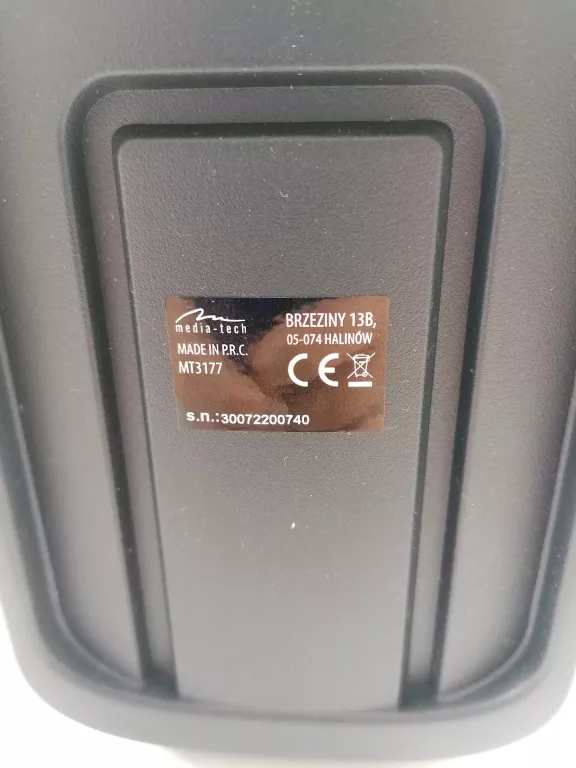 media-tech
MADE IN P.R.C.
MT3177
BRZEZINY 13B,
05-074 HALINÓW
CE
s.n.:30072200740